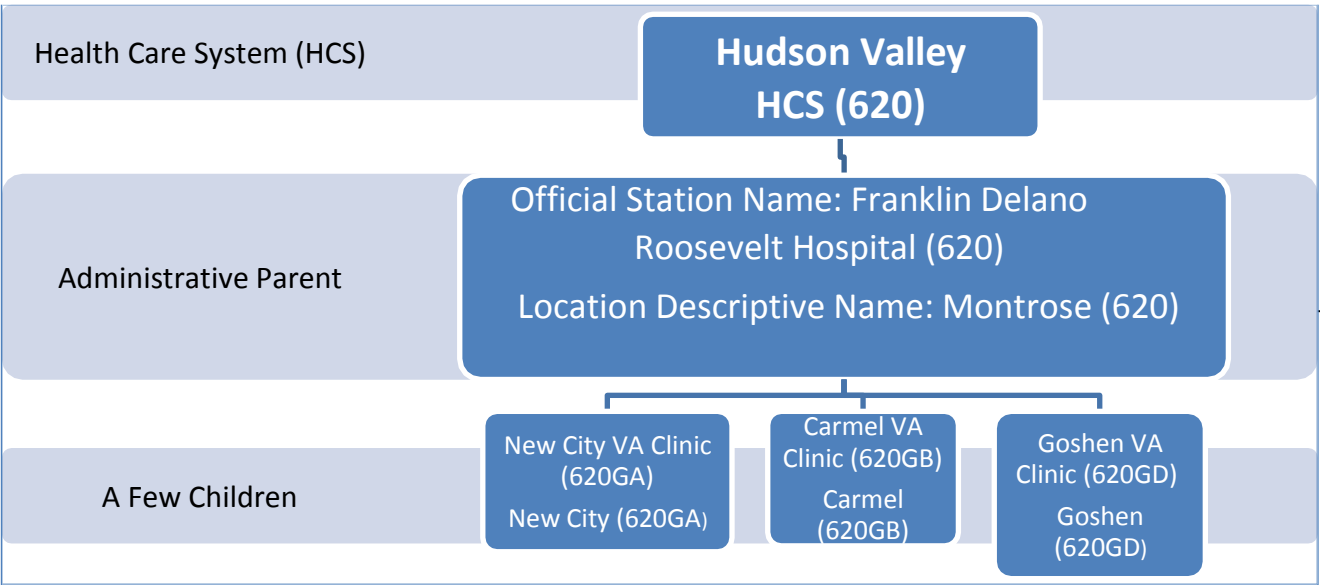 Health Care System (HCS)
Hudson Valley
HCS (620)
Administrative Parent
Official Station Name: Franklin Delano
Roosevelt Hospital (620)
Location Descriptive Name: Montrose (620)
A Few Children
New City VA Clinic
(620GA)
New City (620GA)
Carmel VA
Clinic (620GB)
Carmel
(620GB)
Goshen VA
Clinic (620GD)
Goshen
(620GD)